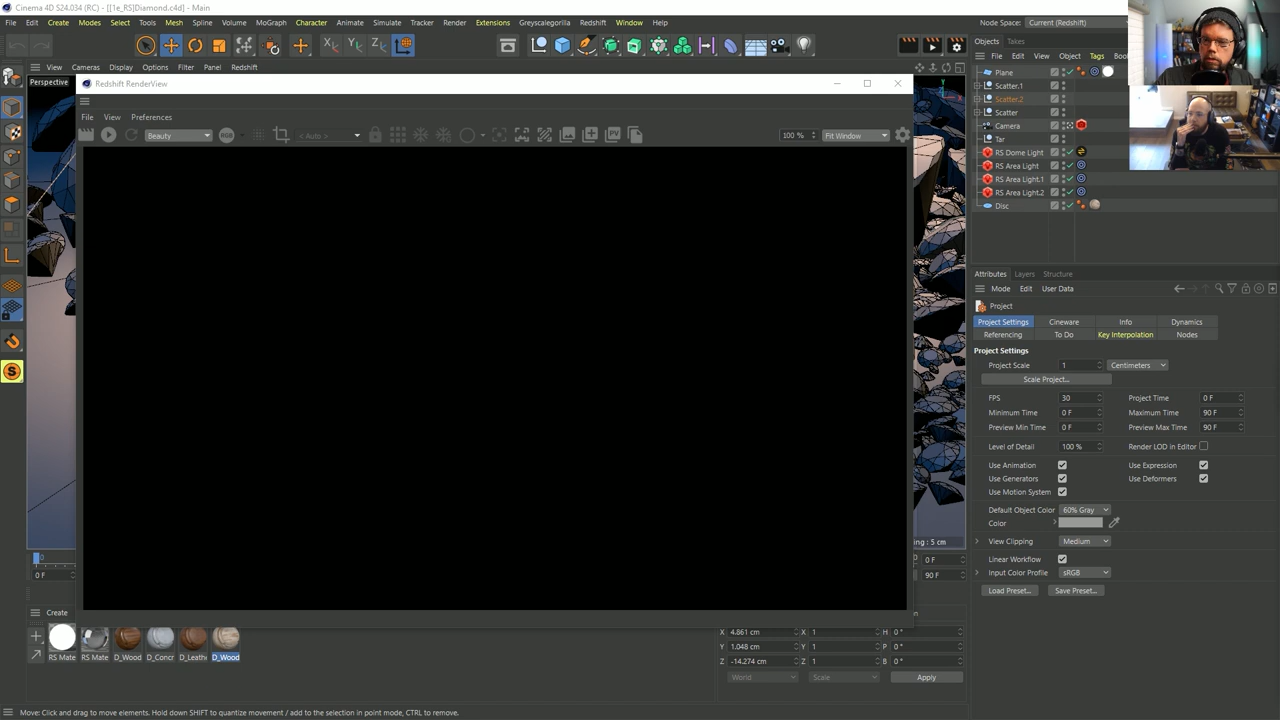 Cinema 4D S24.034 (RC) - [[1e_RS]Diamond.c4d] - Main
File Edit Create Modes Select Tools Mesh Spline Volume MoGraph Character Animate Simulate Tracker Render Extensions Greyscalegorilla Redshift Window Help
Node Space: Current (Redshift)
Objects Takes
File Edit View Object Tags
View Cameras Display Options Filter Panel Redshift
Perspective
Redshift RenderView
File View Preferences
Beauty RGB < Auto > 100 % Fit Window
Plane
Scatter.1
Scatter.2
Scatter
Camera
Tar
RS Dome Light
RS Area Light
RS Area Light.1
RS Area Light.2
Disc
Attributes Layers Structure
Mode Edit User Data
Project
Project Settings Cineware Info Dynamics
Referencing To Do Key Interpolation Nodes
Project Settings
Project Scale 1 Centimeters
Scale Project...
FPS 30 Project Time 0 F
Minimum Time 0 F Maximum Time 90 F
Preview Min Time 0 F Preview Max Time 90 F
Level of Detail 100 % Render LOD in Editor
Use Animation Use Expression
Use Generators Use Deformers
Use Motion System
Default Object Color 60% Gray
Color
View Clipping Medium
Linear Workflow
Input Color Profile sRGB
Load Preset... Save Preset...
ing : 5 cm
0 0 F
0 F 90 F
Create
RS Mate RS Mate D_Wood D_Concr D_Leath D_Wood
X 4.861 cm X 1 H 0 °
Y 1.048 cm Y 1 P 0 °
Z -14.274 cm Z 1 B 0 °
World Scale Apply
Move: Click and drag to move elements. Hold down SHIFT to quantize movement / add to the selection in point mode, CTRL to remove.